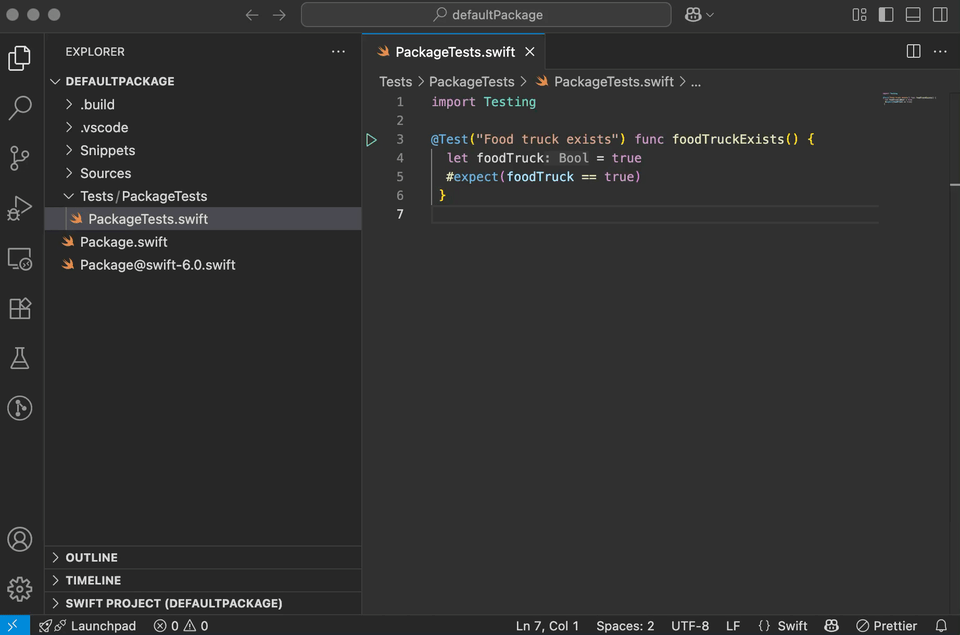 defaultPackage
EXPLORER
DEFAULTPACKAGE
.build
.vscode
Snippets
Sources
Tests / PackageTests
PackageTests.swift
Package.swift
Package@swift-6.0.swift
OUTLINE
TIMELINE
SWIFT PROJECT (DEFAULTPACKAGE)
PackageTests.swift
Tests > PackageTests > PackageTests.swift > ...
1 import Testing
2
3 @Test("Food truck exists") func foodTruckExists() {
4 let foodTruck: Bool = true
5 #expect(foodTruck == true)
6 }
7
Launchpad 0 0 Ln 7, Col 1 Spaces: 2 UTF-8 LF {} Swift Prettier